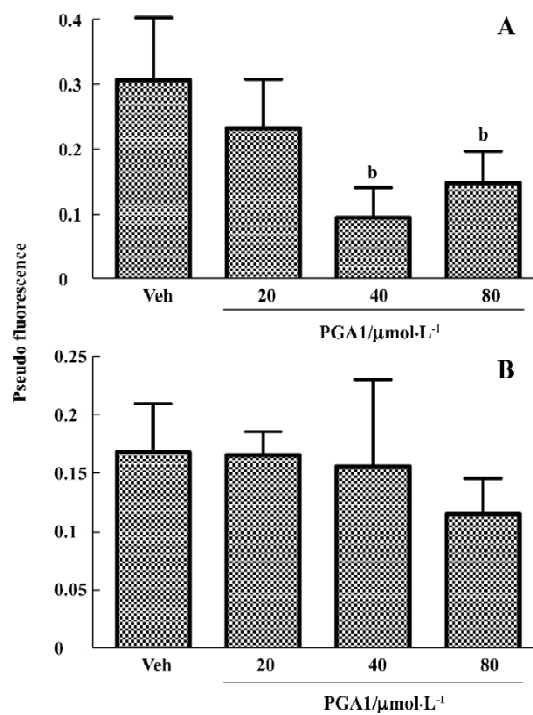 A
0.4
0.3
0.2
0.1
0
b
b
Veh
20
40
80
PGA1/μmol·L⁻¹
Pseudo fluorescence
B
0.25
0.2
0.15
0.1
0.05
0
Veh
20
40
80
PGA1/μmol·L⁻¹